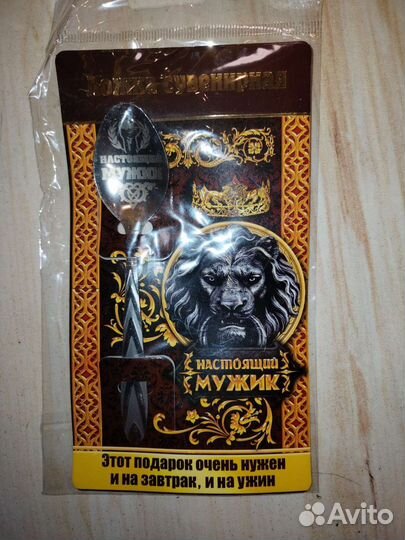 Ложка сувенирная
НАСТОЯЩИЙ
МУЖИК
НАСТОЯЩИЙ
МУЖИК
Этот подарок очень нужен
и на завтрак, и на ужин
Avito